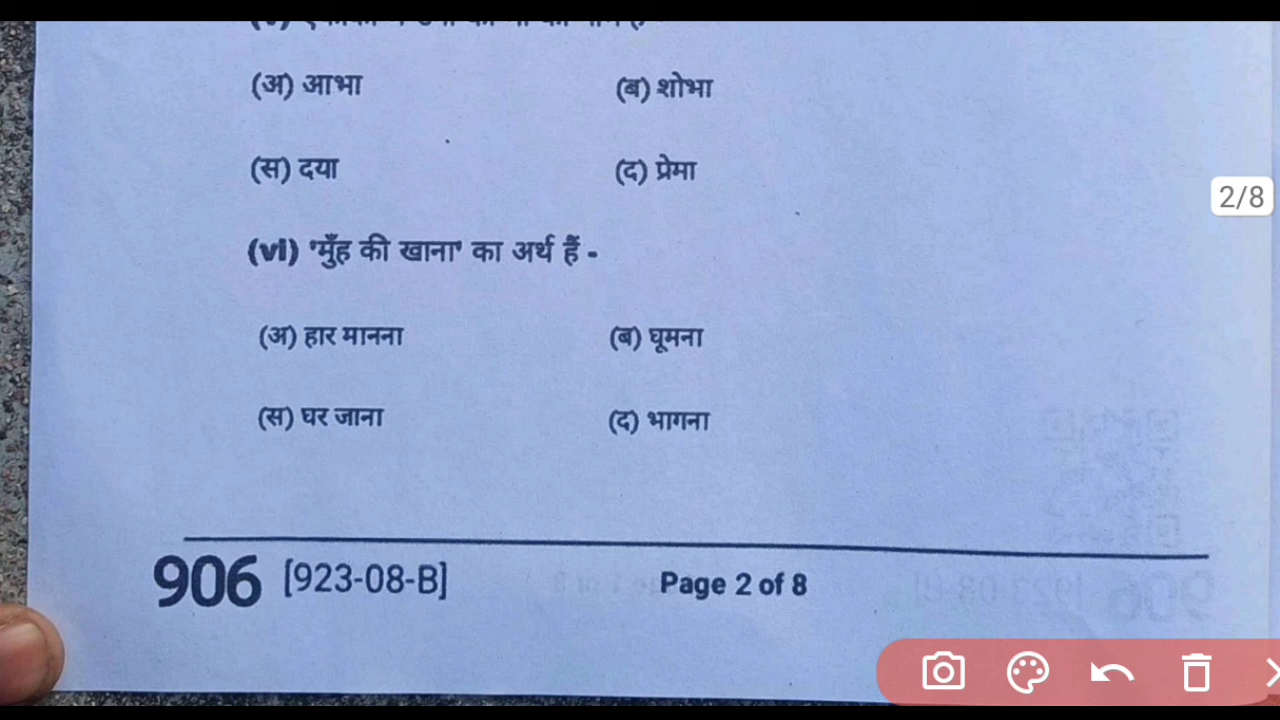 (अ) आभा (ब) शोभा
(स) दया (द) प्रेमा
2/8
(vi) 'मुँह की खाना' का अर्थ हैं -
(अ) हार मानना (ब) घूमना
(स) घर जाना (द) भागना
906 [923-08-B] Page 2 of 8